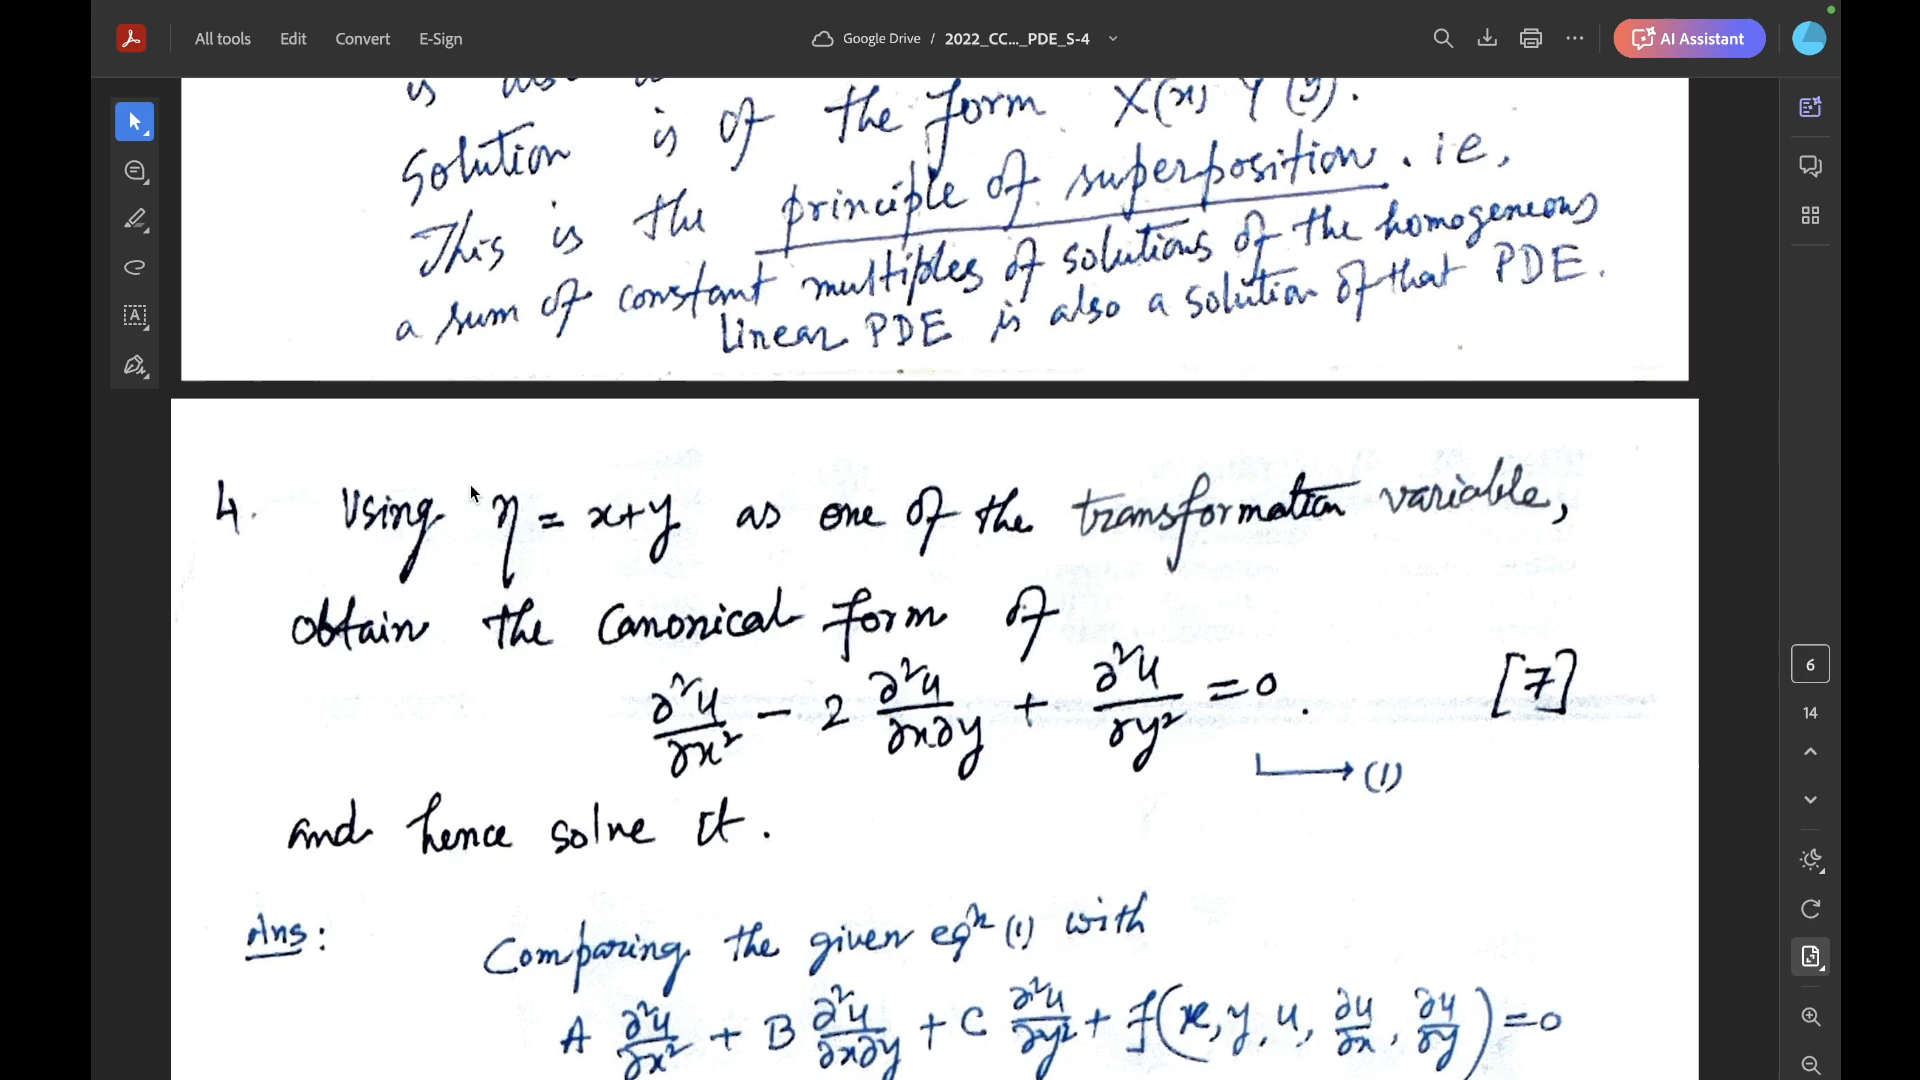 All tools Edit Convert E-Sign Google Drive / 2022_CC..._PDE_S-4 AI Assistant
is also a
solution is of the form X(x) Y(y).
This is the principle of superposition. ie,
a sum of constant multiples of solutions of the homogeneous
linear PDE is also a solution of that PDE.
4. Using η = x+y as one of the transformation variable,
obtain the canonical form of
∂²u/∂x² - 2 ∂²u/∂x∂y + ∂²u/∂y² = 0. [7]
→ (1)
and hence solve it.
Ans: Comparing the given eqⁿ (1) with
A ∂²u/∂x² + B ∂²u/∂x∂y + C ∂²u/∂y² + f(x, y, u, ∂u/∂x, ∂u/∂y) = 0
6
14